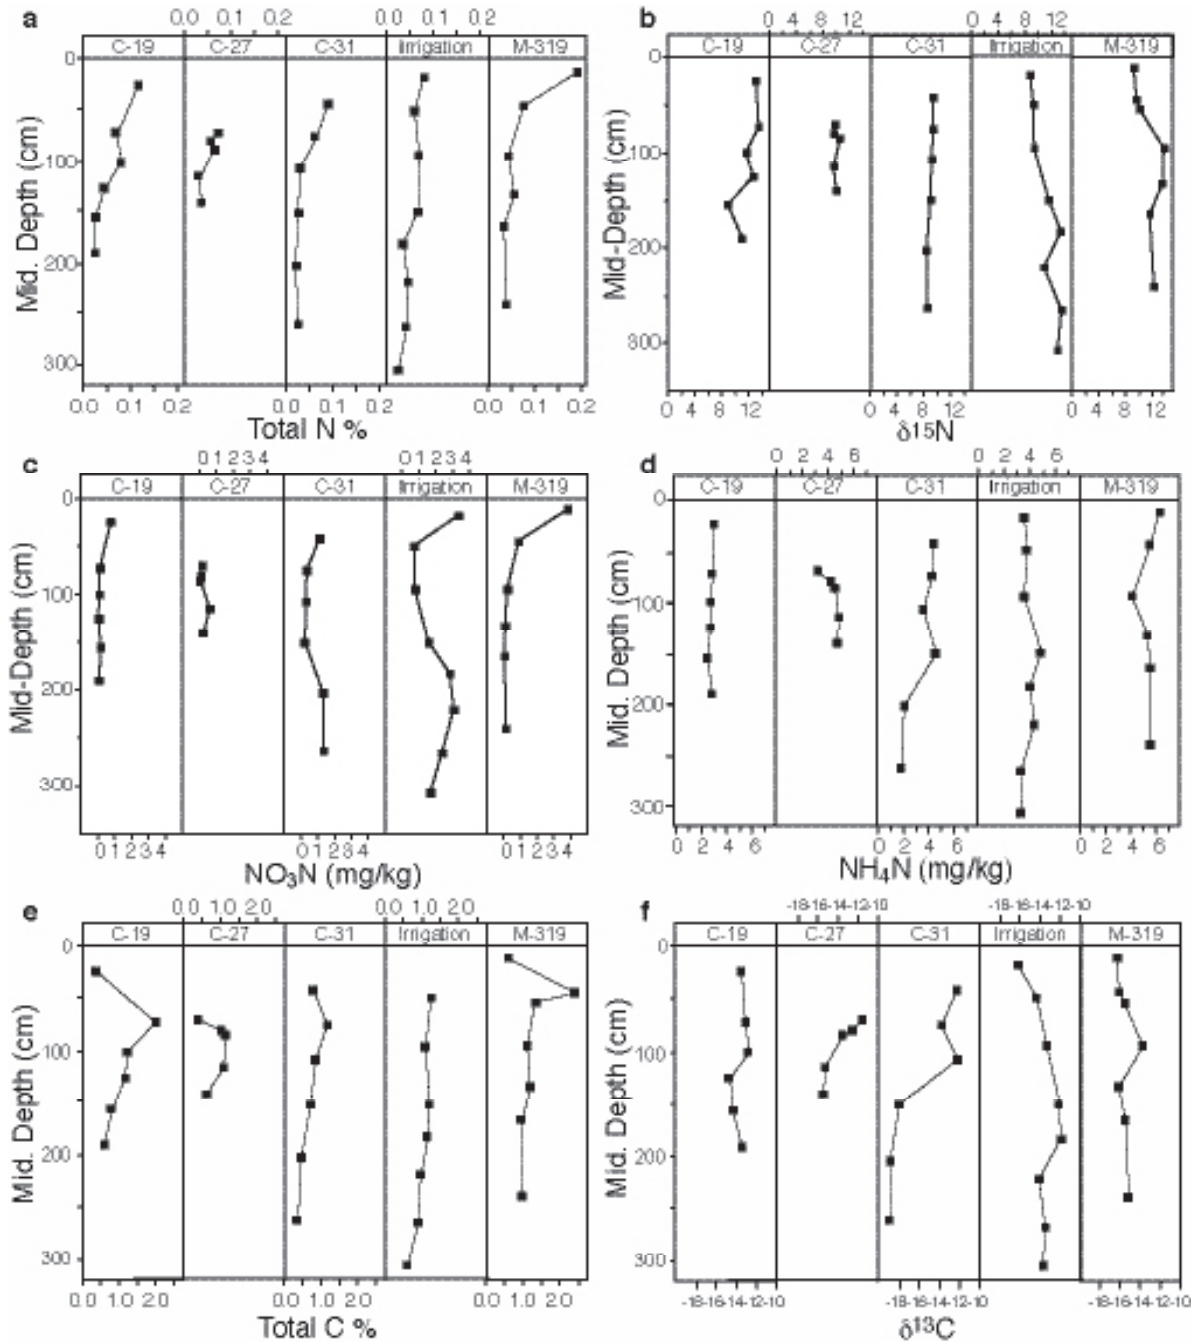 a
0.0 0.1 0.2 0.0 0.1 0.2
C-19 C-27 C-31 Irrigation M-319
0
100
200
300
Mid. Depth (cm)
0.0 0.1 0.2 0.0 0.1 0.2 0.0 0.1 0.2
Total N %
b
0 4 8 12 0 4 8 12
C-19 C-27 C-31 Irrigation M-319
0
100
200
300
Mid-Depth (cm)
0 4 8 12 0 4 8 12 0 4 8 12
δ15N
c
0 1 2 3 4 0 1 2 3 4
C-19 C-27 C-31 Irrigation M-319
0
100
200
300
Mid-Depth (cm)
0 1 2 3 4 0 1 2 3 4 0 1 2 3 4
NO3N (mg/kg)
d
0 2 4 6 0 2 4 6
C-19 C-27 C-31 Irrigation M-319
0
100
200
300
Mid. Depth (cm)
0 2 4 6 0 2 4 6 0 2 4 6
NH4N (mg/kg)
e
0.0 1.0 2.0 0.0 1.0 2.0
C-19 C-27 C-31 Irrigation M-319
0
100
200
300
Mid. Depth (cm)
0.0 1.0 2.0 0.0 1.0 2.0 0.0 1.0 2.0
Total C %
f
-18-16-14-12-10 -18-16-14-12-10
C-19 C-27 C-31 Irrigation M-319
0
100
200
300
Mid. Depth (cm)
-18-16-14-12-10 -18-16-14-12-10 -18-16-14-12-10
δ13C